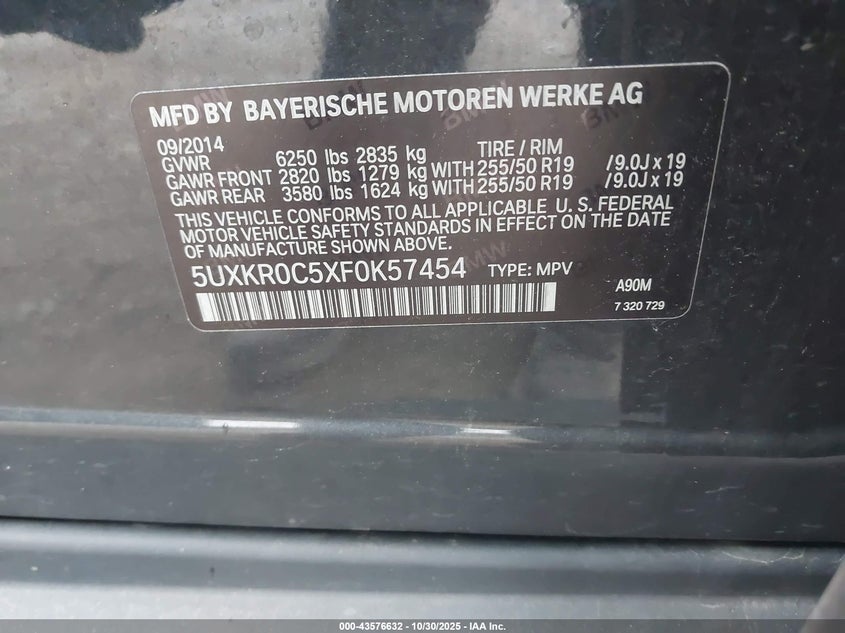 MFD BY BAYERISCHE MOTOREN WERKE AG
09/2014
GVWR 6250 lbs 2835 kg TIRE / RIM
GAWR FRONT 2820 lbs 1279 kg WITH 255/50 R19 /9.0J x 19
GAWR REAR 3580 lbs 1624 kg WITH 255/50 R19 /9.0J x 19
THIS VEHICLE CONFORMS TO ALL APPLICABLE U. S. FEDERAL
MOTOR VEHICLE SAFETY STANDARDS IN EFFECT ON THE DATE
OF MANUFACTURE SHOWN ABOVE.
5UXKR0C5XF0K57454 TYPE: MPV A90M
7 320 729
000-43576632 - 10/30/2025 - IAA Inc.